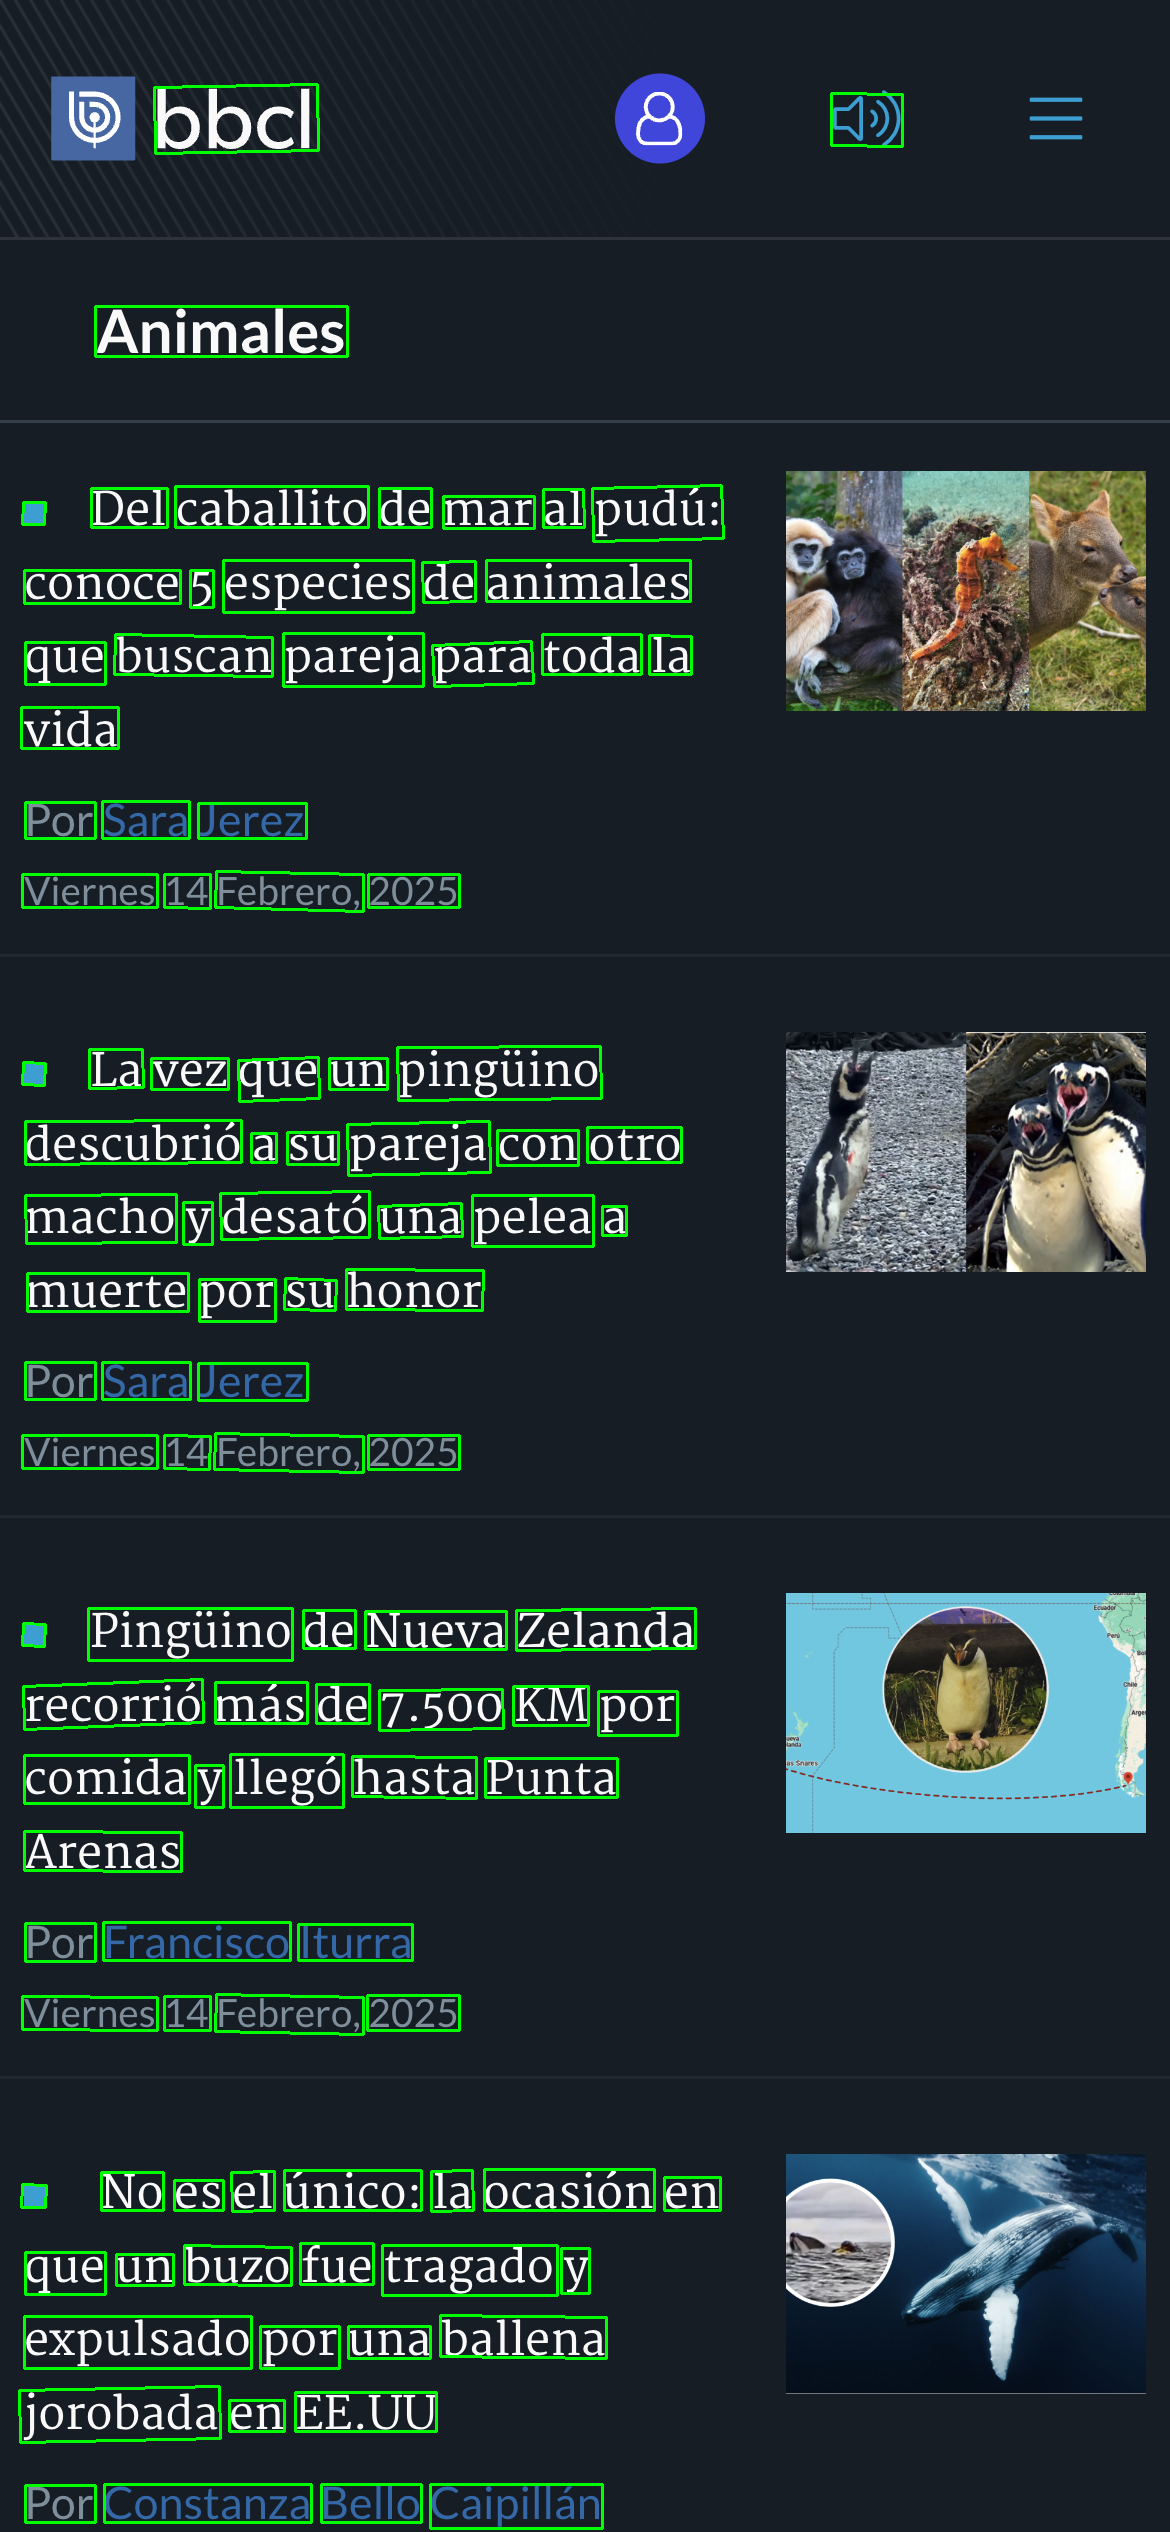 bbcl
Animales
Del caballito de mar al pudú:
conoce 5 especies de animales
que buscan pareja para toda la
vida
Por Sara Jerez
Viernes 14 Febrero, 2025
La vez que un pingüino
descubrió a su pareja con otro
macho y desató una pelea a
muerte por su honor
Por Sara Jerez
Viernes 14 Febrero, 2025
Pingüino de Nueva Zelanda
recorrió más de 7.500 KM por
comida y llegó hasta Punta
Arenas
Por Francisco Iturra
Viernes 14 Febrero, 2025
Ecuador
Perú
Chile
No es el único: la ocasión en
que un buzo fue tragado y
expulsado por una ballena
jorobada en EE.UU
Por Constanza Bello Caipillán